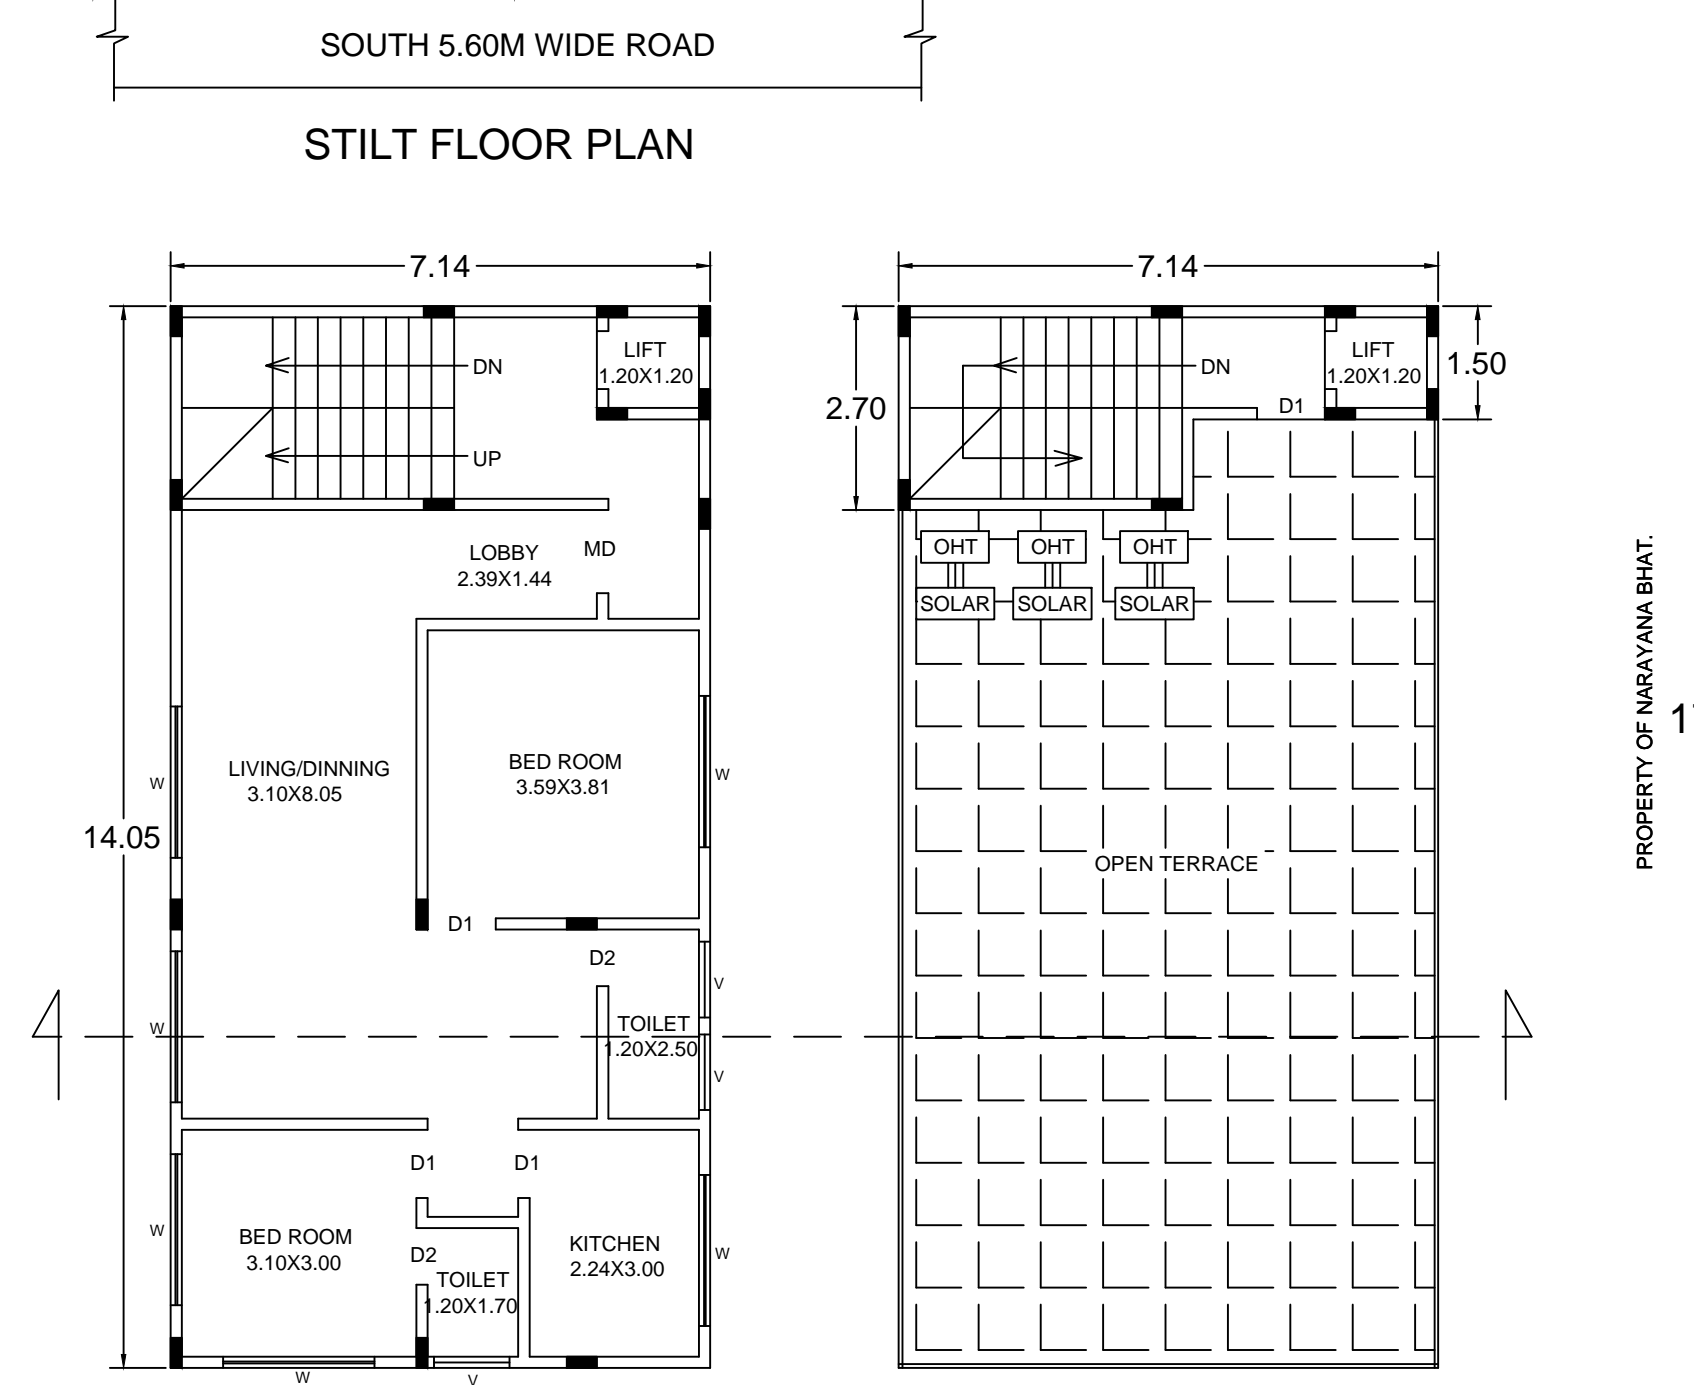 SOUTH 5.60M WIDE ROAD
STILT FLOOR PLAN
7.14
DN
LIFT
1.20X1.20
UP
LOBBY
2.39X1.44
MD
W
LIVING/DINNING
3.10X8.05
BED ROOM
3.59X3.81
W
14.05
D1
D2
V
W
TOILET
1.20X2.50
V
D1
D1
W
BED ROOM
3.10X3.00
D2
TOILET
1.20X1.70
KITCHEN
2.24X3.00
W
W
V
7.14
2.70
DN
LIFT
1.20X1.20
1.50
D1
OHT
OHT
OHT
SOLAR
SOLAR
SOLAR
OPEN TERRACE
PROPERTY OF NARAYANA BHAT.